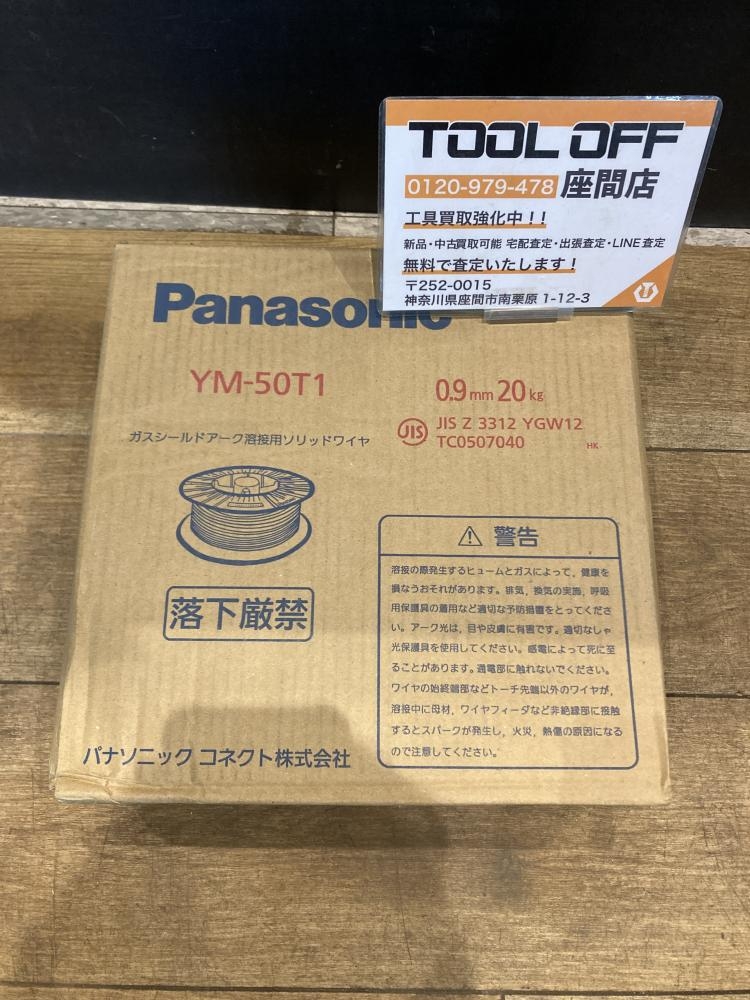 TOOL OFF
0120-979-478 座間店
工具買取強化中!!
新品・中古買取可能 宅配査定・出張査定・LINE査定
無料で査定いたします!
〒252-0015
神奈川県座間市南栗原 1-12-3
Panasonic
YM-50T1
0.9mm 20kg
JIS JIS Z 3312 YGW12
TC0507040
HK
ガスシールドアーク溶接用ソリッドワイヤ
落下厳禁
⚠ 警告
溶接の際発生するヒュームとガスによって, 健康を
損なうおそれがあります。排気, 換気の実施, 呼吸
用保護具の着用など適切な予防措置をとってくださ
い。アーク光は, 目や皮膚に有害です。適切なしゃ
光保護具を使用してください。感電によって死に至
ることがあります。通電部に触れないでください。
ワイヤの始終端部などトーチ先端以外のワイヤが,
溶接中に母材, ワイヤフィーダなど非絶縁部に接触
するとスパークが発生し, 火災, 熱傷の原因になる
ので注意してください。
パナソニック コネクト株式会社